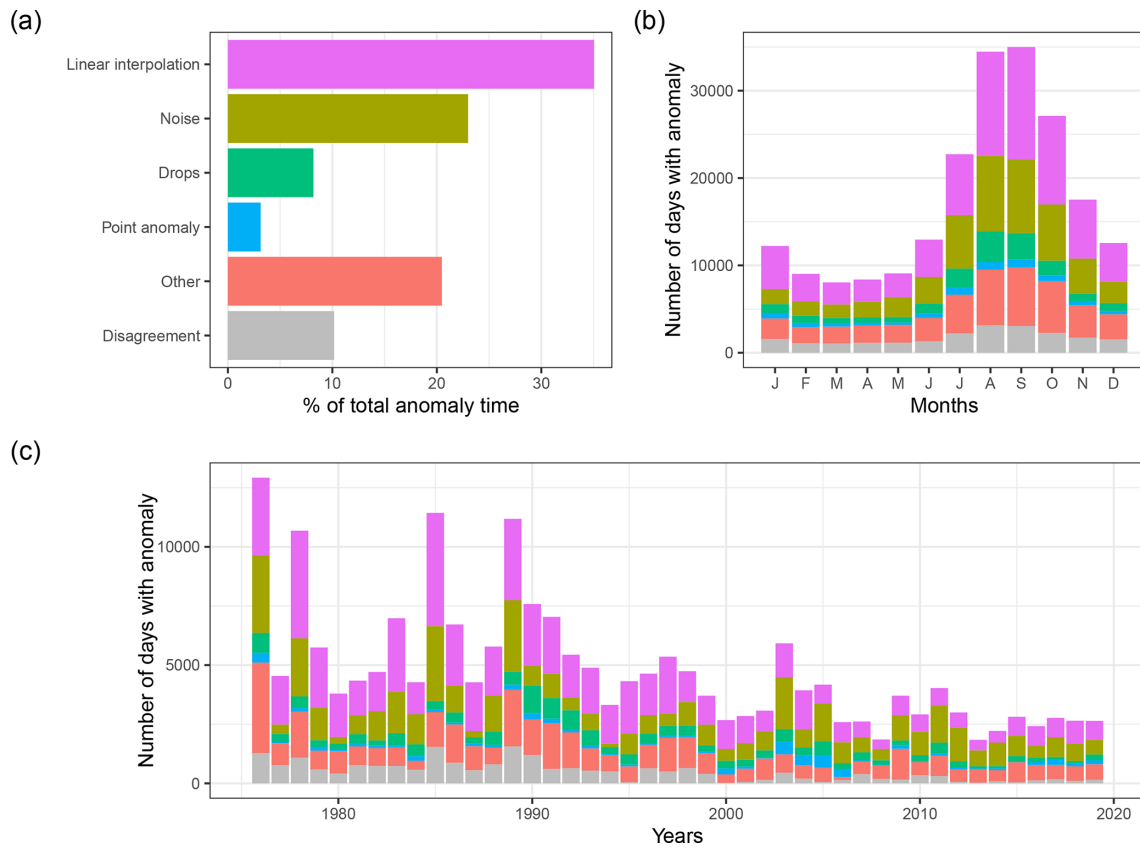 (a)
Linear interpolation
Noise
Drops
Point anomaly
Other
Disagreement
0 10 20 30
% of total anomaly time
(b)
Number of days with anomaly
30000
20000
10000
0
J F M A M J J A S O N D
Months
(c)
Number of days with anomaly
10000
5000
0
1980 1990 2000 2010 2020
Years